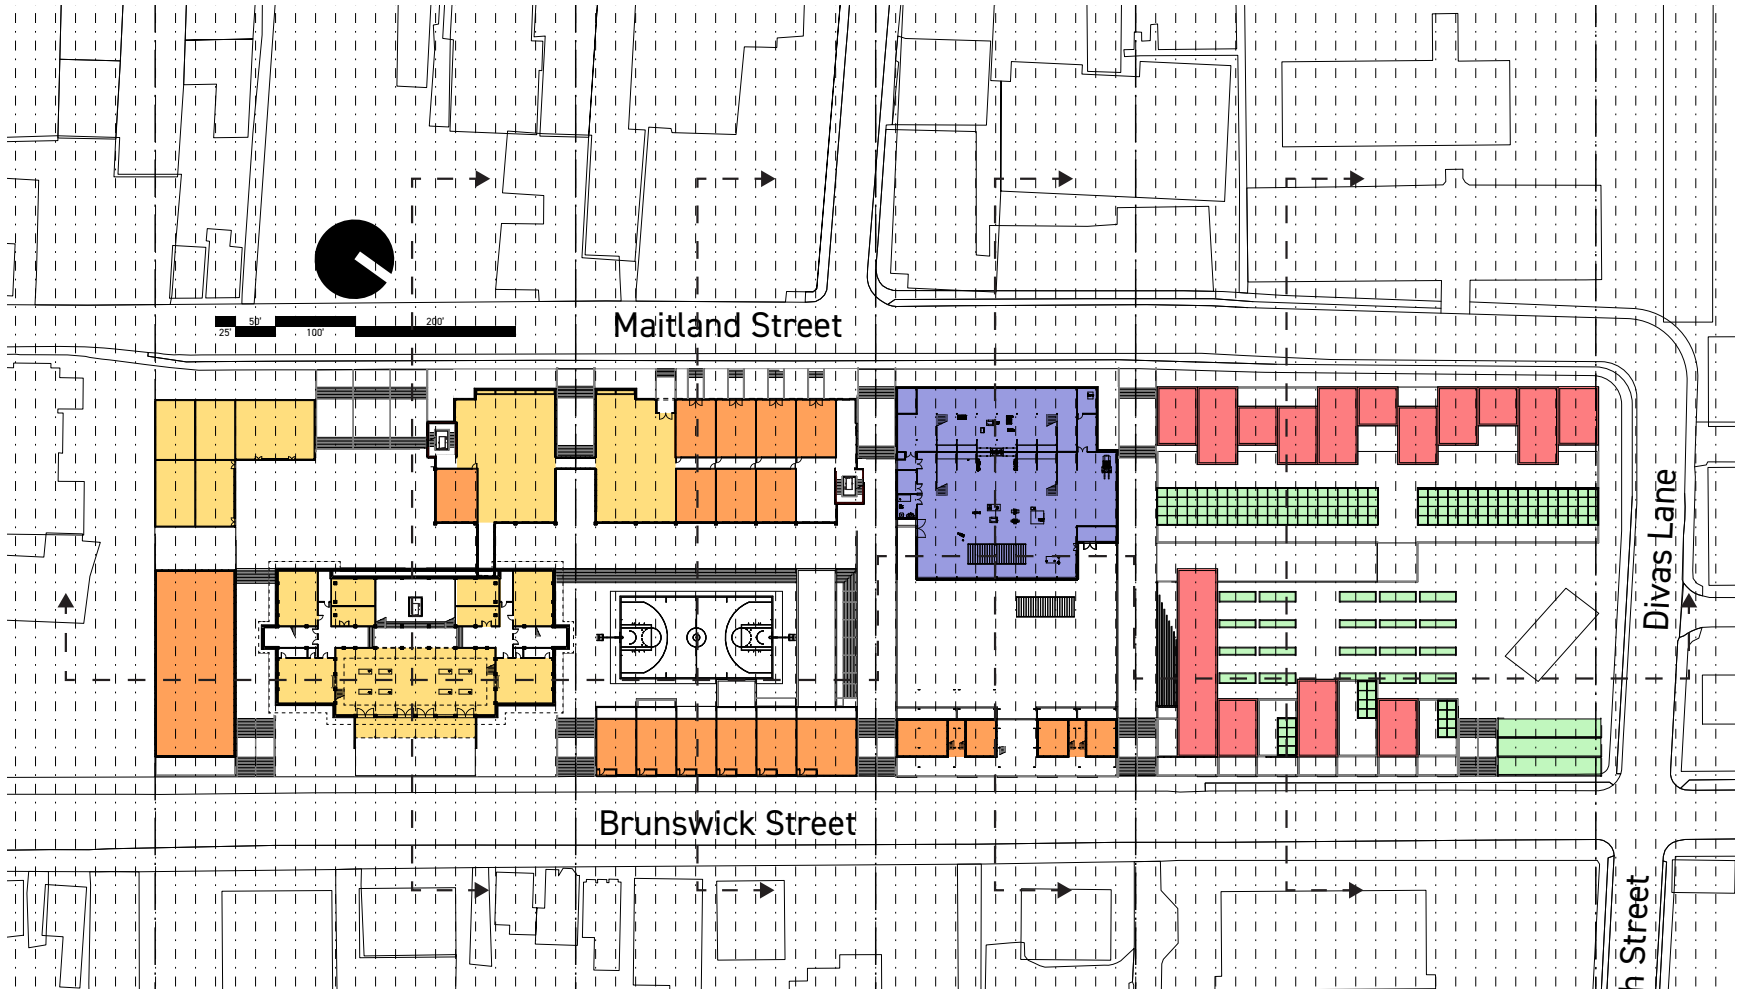 50'
200'
25'
100'
Maitland Street
Divas Lane
Brunswick Street
Street